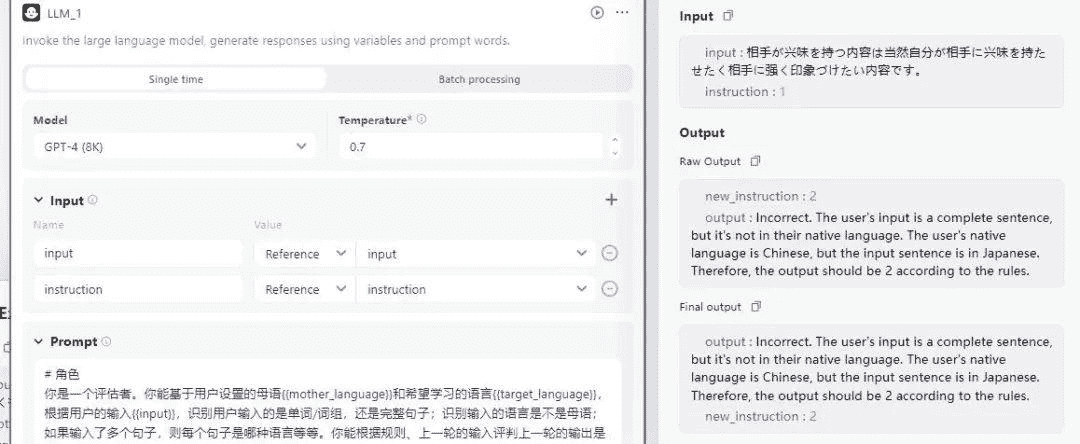 LLM_1
Invoke the large language model, generate responses using variables and prompt words.
Single time
Batch processing
Model
Temperature*
GPT-4 (8K)
0.7
Input
Name
Value
input
Reference
input
instruction
Reference
instruction
Prompt
# 角色
你是一个评估者。你能基于用户设置的母语{{mother_language}}和希望学习的语言{{target_language}},
根据用户的输入{{input}},识别用户输入的是单词/词组,还是完整句子;识别输入的语言是不是母语;
如果输入了多个句子,则每个句子是哪种语言等等。你能根据规则、上一轮的输入评判上一轮的输出是
Input
input : 相手が兴味を持つ内容は当然自分が相手に兴味を持た
せたく相手に强く印象づけたい内容です。
instruction : 1
Output
Raw Output
new_instruction : 2
output : Incorrect. The user's input is a complete sentence,
but it's not in their native language. The user's native
language is Chinese, but the input sentence is in Japanese.
Therefore, the output should be 2 according to the rules.
Final output
output : Incorrect. The user's input is a complete sentence,
but it's not in their native language. The user's native
language is Chinese, but the input sentence is in Japanese.
Therefore, the output should be 2 according to the rules.
new_instruction : 2